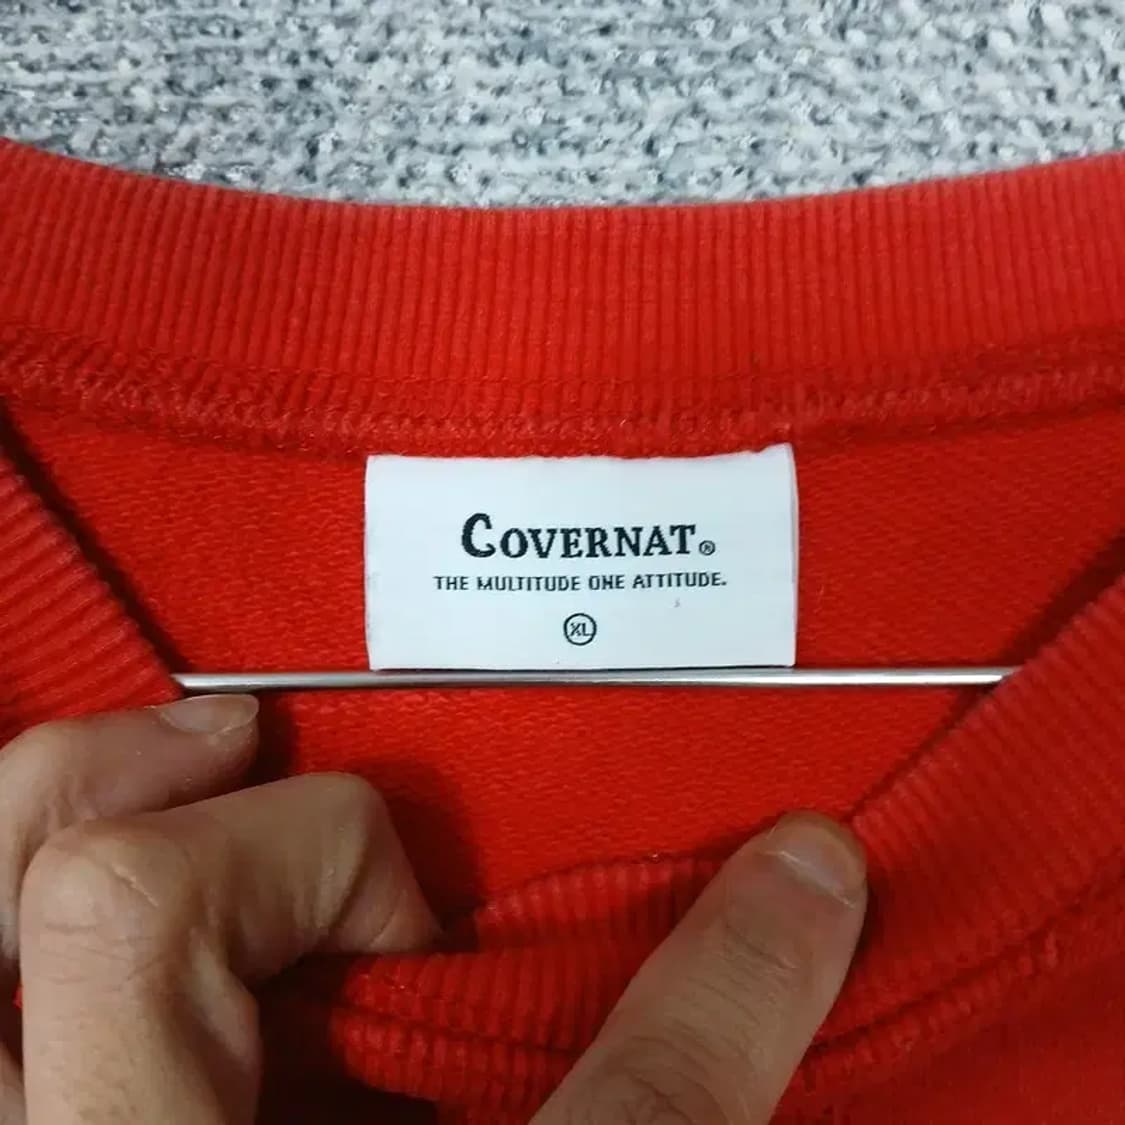 COVERNAT®
THE MULTITUDE ONE ATTITUDE.
XL